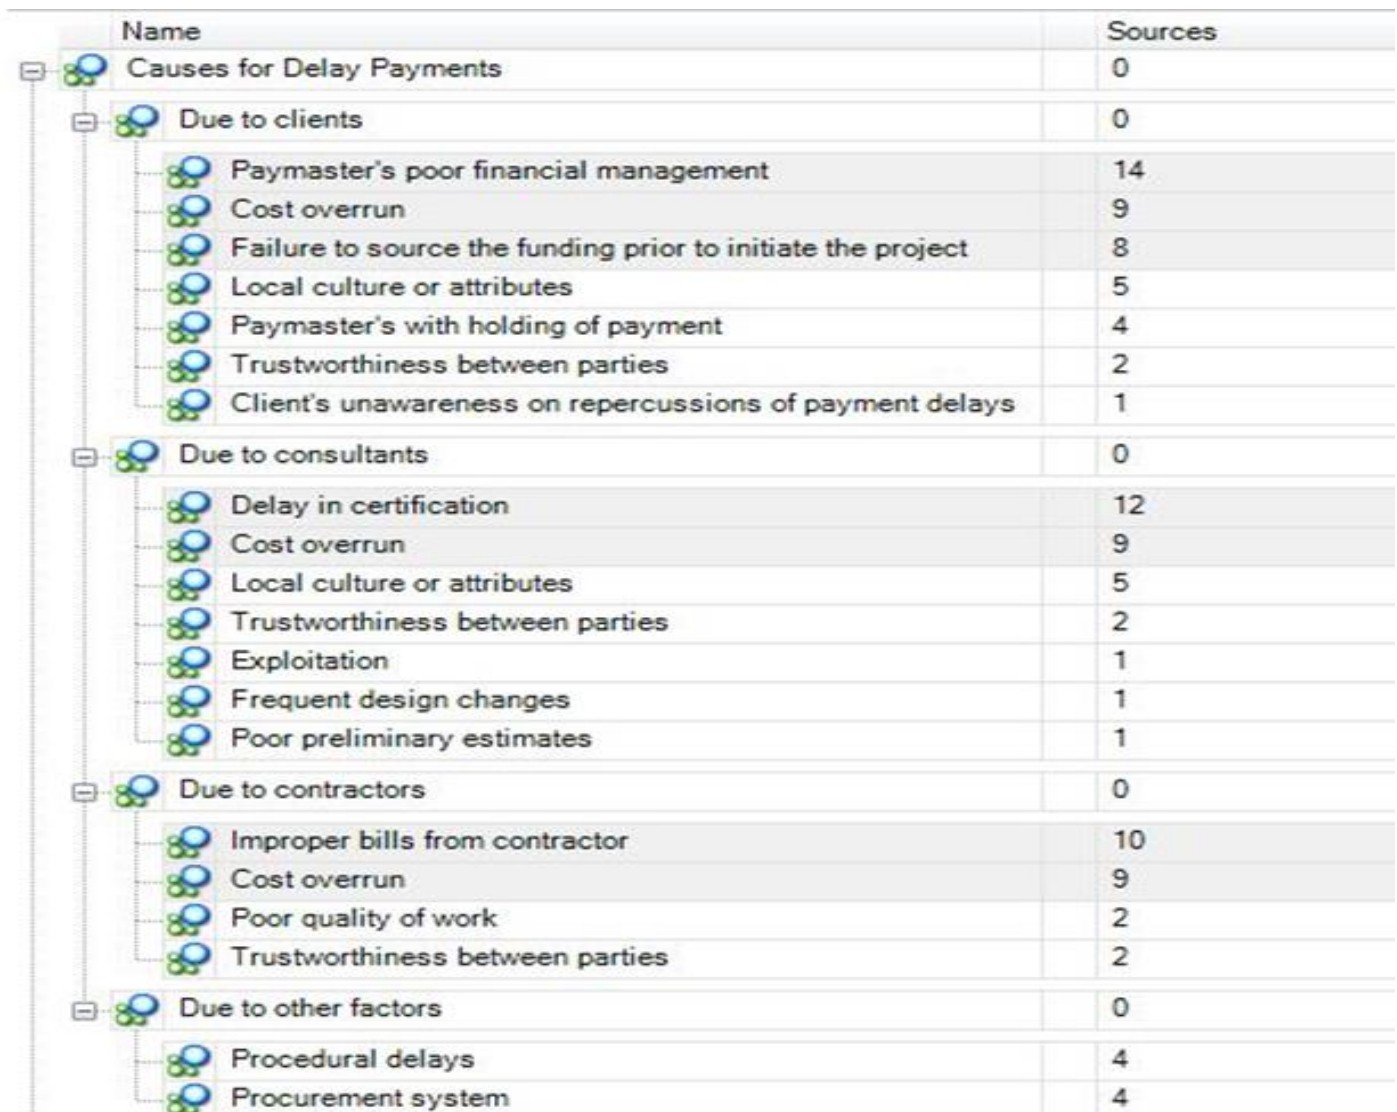 Name Sources
Causes for Delay Payments 0
Due to clients 0
Paymaster's poor financial management 14
Cost overrun 9
Failure to source the funding prior to initiate the project 8
Local culture or attributes 5
Paymaster's with holding of payment 4
Trustworthiness between parties 2
Client's unawareness on repercussions of payment delays 1
Due to consultants 0
Delay in certification 12
Cost overrun 9
Local culture or attributes 5
Trustworthiness between parties 2
Exploitation 1
Frequent design changes 1
Poor preliminary estimates 1
Due to contractors 0
Improper bills from contractor 10
Cost overrun 9
Poor quality of work 2
Trustworthiness between parties 2
Due to other factors 0
Procedural delays 4
Procurement system 4